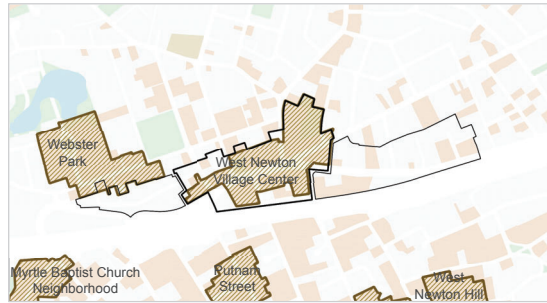 Webster
Park
West Newton
Village Center
Myrtle Baptist Church
Neighborhood
Putnam
Street
West
Newton Hill